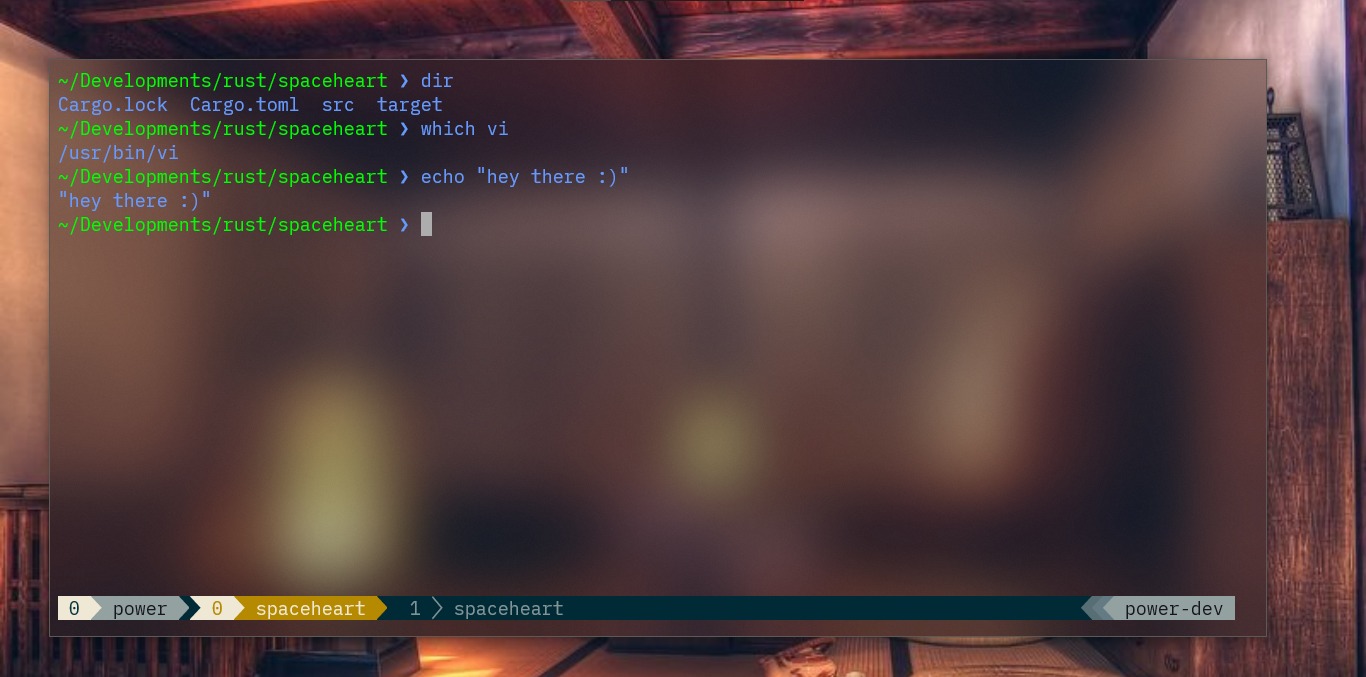 ~/Developments/rust/spaceheart ❯ dir
Cargo.lock  Cargo.toml  src  target
~/Developments/rust/spaceheart ❯ which vi
/usr/bin/vi
~/Developments/rust/spaceheart ❯ echo "hey there :)"
"hey there :)"
~/Developments/rust/spaceheart ❯
0 power 0 spaceheart 1 spaceheart power-dev